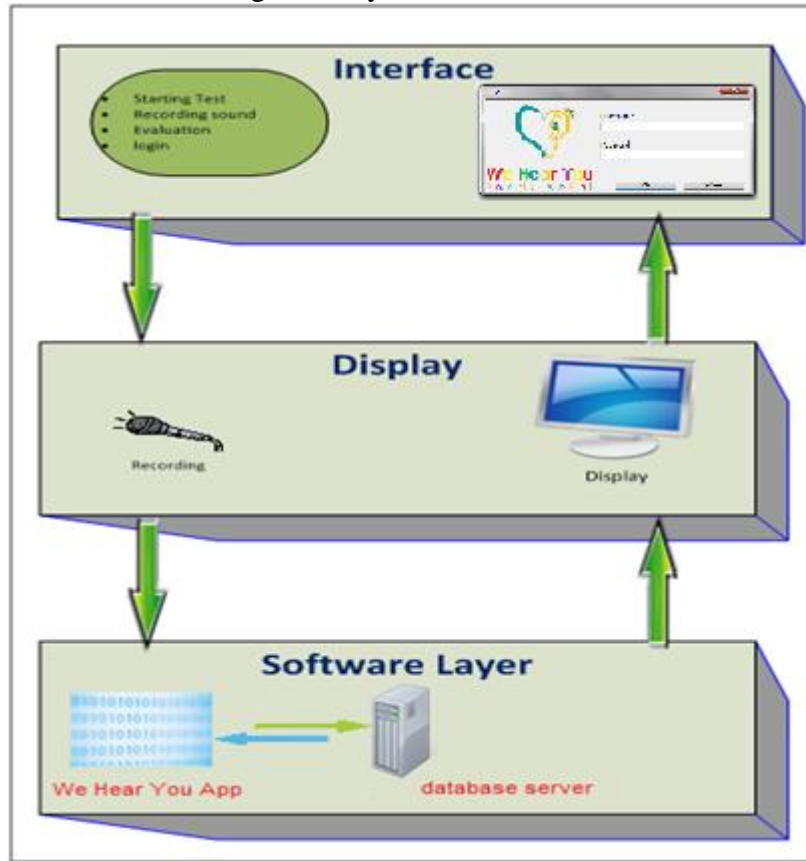 Interface
Starting Test
Recording sound
Evaluation
login
We Hear You
Display
Recording
Display
Software Layer
0101010101010
We Hear You App
database server